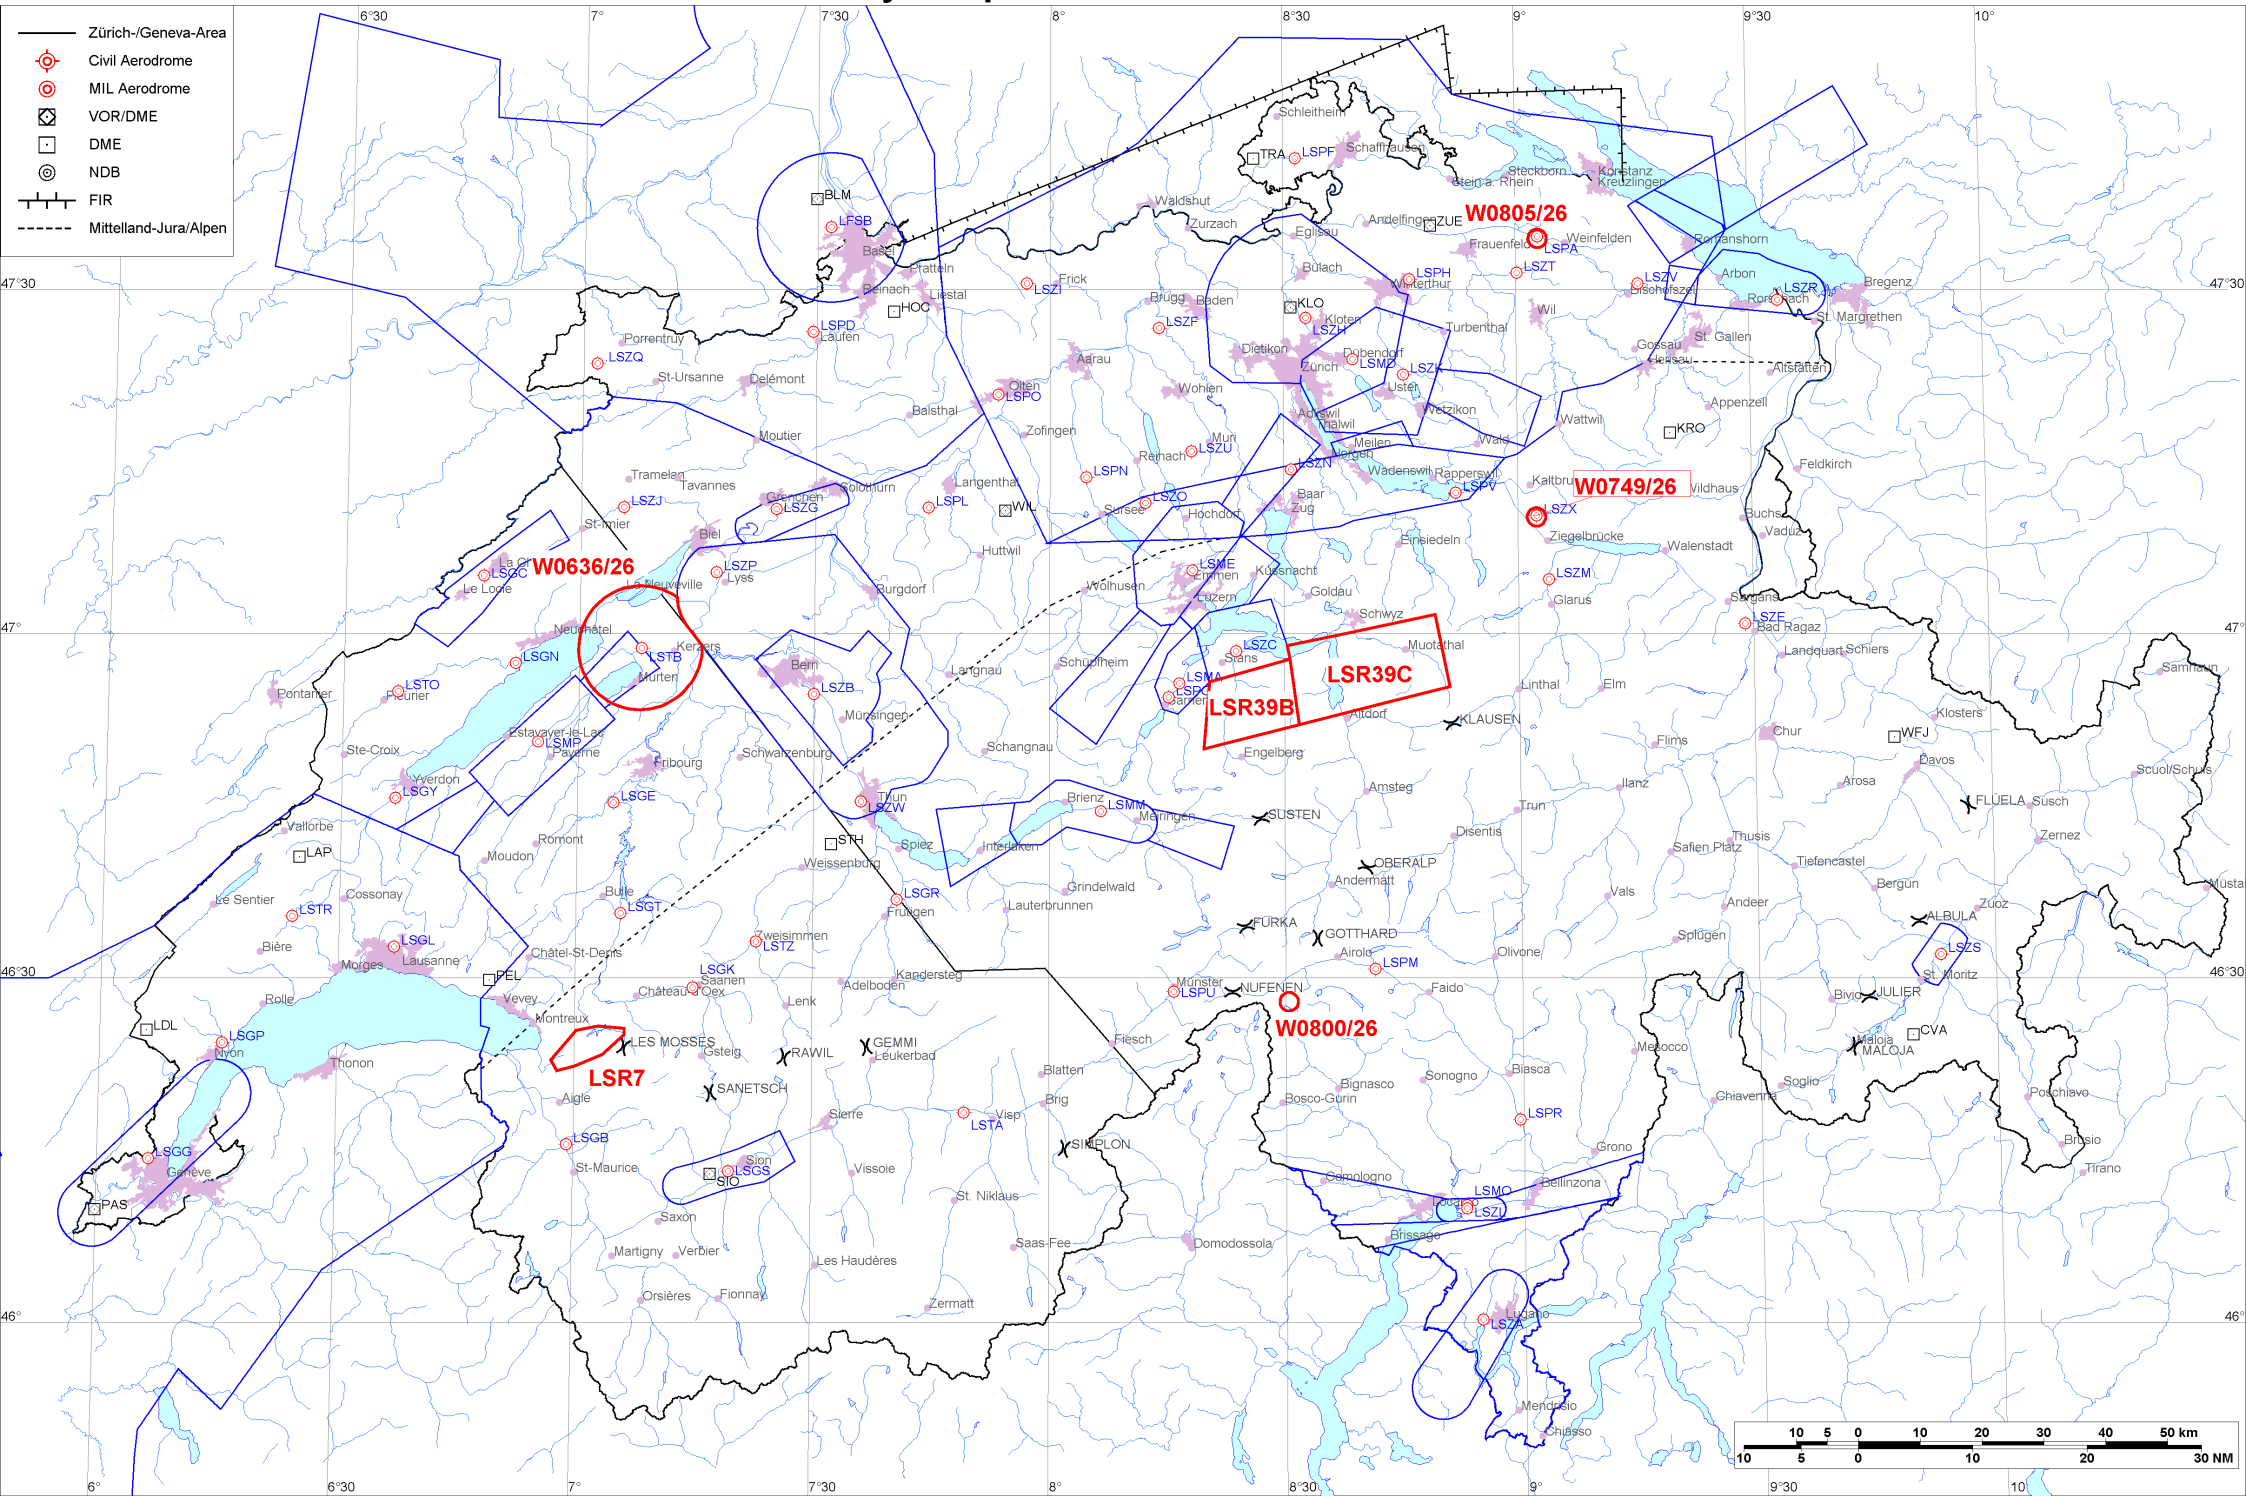 6°30
7°
7°30
8°
8°30
9°
9°30
10°
Zürich-/Geneva-Area
Civil Aerodrome
MIL Aerodrome
VOR/DME
DME
NDB
FIR
Mittelland-Jura/Alpen
Schleitheim
TRA
LSPF
Schaffhausen
Steckborn
Stein a. Rhein
Konstanz
Kreuzlingen
BLM
LFSB
Basel
Waldshut
Zurzach
Eglisau
Andelfingen
ZUE
W0805/26
LSPA
Weinfelden
Frauenfeld
Romanshorn
Pratteln
Reinach
Liestal
HOC
LSZI
Frick
Bülach
LSPH
Winterthur
LSZT
LSZV
Bischofszell
Arbon
LSZR
Rorschach
Bregenz
St. Margrethen
47°30
47°30
LSPD
Laufen
Brugg
Baden
LSZF
KLO
Kloten
LSZH
Turbenthal
Wil
St. Gallen
Gossau
Herisau
Altstätten
Porrentruy
LSZQ
St-Ursanne
Delémont
Aarau
Dietikon
Zürich
Dübendorf
LSMD
LSZK
Uster
Wetzikon
Olten
LSPO
Balsthal
Wohlen
Adliswil
Thalwil
Wattwil
Appenzell
KRO
Moutier
Zofingen
Muri
LSZU
Reinach
Meilen
Horgen
Wald
Feldkirch
Tramelan
Tavannes
LSPN
LSZN
Wädenswil
Rapperswil
LSPV
Kaltbrunn
W0749/26
Wildhaus
LSZJ
Grenchen
LSZG
Solothurn
Langenthal
LSPL
WIL
LSZO
Sursee
Hochdorf
Baar
Zug
LSZX
Buchs
Vaduz
St-Imier
Biel
Huttwil
Einsiedeln
Ziegelbrücke
Walenstadt
W0636/26
LSGC
Le Locle
La Neuveville
LSZP
Lyss
Burgdorf
Wolhusen
LSME
Emmen
Luzern
Küssnacht
Goldau
LSZM
Glarus
Sargans
LSZE
Bad Ragaz
47°
47°
Neuchâtel
LSGN
LSTB
Kerzers
Murten
Bern
LSZB
Langnau
Schüpfheim
Schwyz
Muotathal
LSZC
Stans
LSMA
LSR39B
LSR39C
Linthal
Elm
Landquart
Schiers
Samnaun
Pontarlier
LSTO
Fleurier
Münsingen
Altdorf
KLAUSEN
Klosters
Ste-Croix
Estavayer-le-Lac
LSMP
Payerne
Schwarzenburg
Schangnau
Engelberg
Flims
Chur
WFJ
Davos
Fribourg
Yverdon
LSGY
LSGE
Thun
LSZW
Brienz
LSMM
Meiringen
Amsteg
SUSTEN
Trun
Ilanz
Arosa
Scuol/Schuls
FLÜELA
Susch
Vallorbe
LAP
Moudon
Romont
STH
Spiez
Interlaken
Weissenburg
Disentis
Thusis
Safien Platz
Zernez
Tiefencastel
Le Sentier
Cossonay
LSTR
Bulle
LSGT
LSGR
Frutigen
Grindelwald
Lauterbrunnen
OBERALP
Andermatt
Vals
Andeer
Bergün
Zuoz
ALBULA
LSZS
St. Moritz
Bière
LSGL
Lausanne
Morges
Zweisimmen
LSTZ
Châtel-St-Denis
FURKA
GOTTHARD
Airolo
LSPM
Olivone
Splügen
46°30
46°30
PEL
Vevey
Montreux
Château-d'Oex
LSGK
Saanen
Lenk
Adelboden
Kandersteg
Münster
LSPU
NUFENEN
W0800/26
Faido
Bivio
JULIER
Rolle
LDL
LSGP
Nyon
Thonon
LES MOSSES
LSR7
Gsteig
RAWIL
GEMMI
Leukerbad
Fiesch
Mesocco
Maloja
MALOJA
CVA
SANETSCH
Aigle
Blatten
Brig
Bignasco
Bosco-Gurin
Sonogno
Biasca
Soglio
Chiavenna
Poschiavo
Sierre
LSTA
Visp
LSPR
LSGB
SIMPLON
Grono
Brusio
Tirano
LSGG
Genève
PAS
St-Maurice
Sion
LSGS
SIO
Vissoie
St. Niklaus
Comologno
Locarno
LSMO
LSZL
Bellinzona
Saxon
Martigny
Verbier
Les Haudères
Saas-Fee
Domodossola
Brissago
Orsières
Fionnay
Zermatt
Lugano
LSZA
46°
46°
Mendrisio
Chiasso
10 5 0 10 20 30 40 50 km
10 5 0 10 20 30 NM
6°
6°30
7°
7°30
8°
8°30
9°
9°30
10°